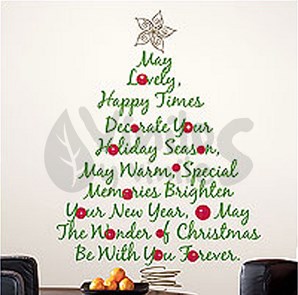 May
Lovely,
Happy Times
Decorate Your
Holiday Season,
May Warm Special
Memories Brighten
Your New Year, May
The Wonder of Christmas
Be With You Forever.